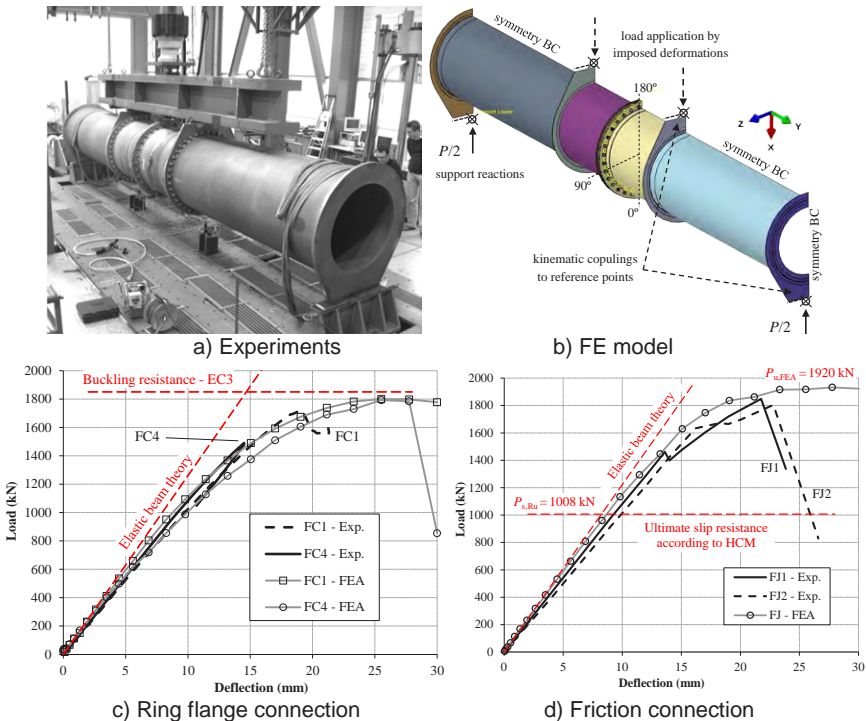 symmetry BC
load application by
imposed deformations
180º
P/2
support reactions
90º
0º
Z
Y
X
symmetry BC
symmetry BC
kinematic copulings
to reference points
P/2
a) Experiments
b) FE model
2000
1800
1600
1400
1200
1000
800
600
400
200
0
Load (kN)
Buckling resistance - EC3
FC4
FC1
Elastic beam theory
FC1 - Exp.
FC4 - Exp.
FC1 - FEA
FC4 - FEA
0 5 10 15 20 25 30
Deflection (mm)
c) Ring flange connection
2000
1800
1600
1400
1200
1000
800
600
400
200
0
Load (kN)
Pu,FEA = 1920 kN
Elastic beam theory
FJ1
FJ2
Ps,Ru = 1008 kN
Ultimate slip resistance
according to HCM
FJ1 - Exp.
FJ2 - Exp.
FJ - FEA
0 5 10 15 20 25 30
Deflection (mm)
d) Friction connection